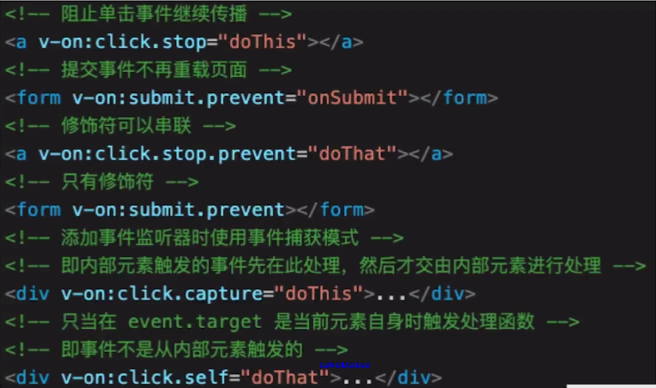 <!-- 阻止单击事件继续传播 -->
<a v-on:click.stop="doThis"></a>
<!-- 提交事件不再重载页面 -->
<form v-on:submit.prevent="onSubmit"></form>
<!-- 修饰符可以串联 -->
<a v-on:click.stop.prevent="doThat"></a>
<!-- 只有修饰符 -->
<form v-on:submit.prevent></form>
<!-- 添加事件监听器时使用事件捕获模式 -->
<!-- 即内部元素触发的事件先在此处理，然后才交由内部元素进行处理 -->
<div v-on:click.capture="doThis">...</div>
<!-- 只当在 event.target 是当前元素自身时触发处理函数 -->
<!-- 即事件不是从内部元素触发的 -->
<div v-on:click.self="doThat">...</div>